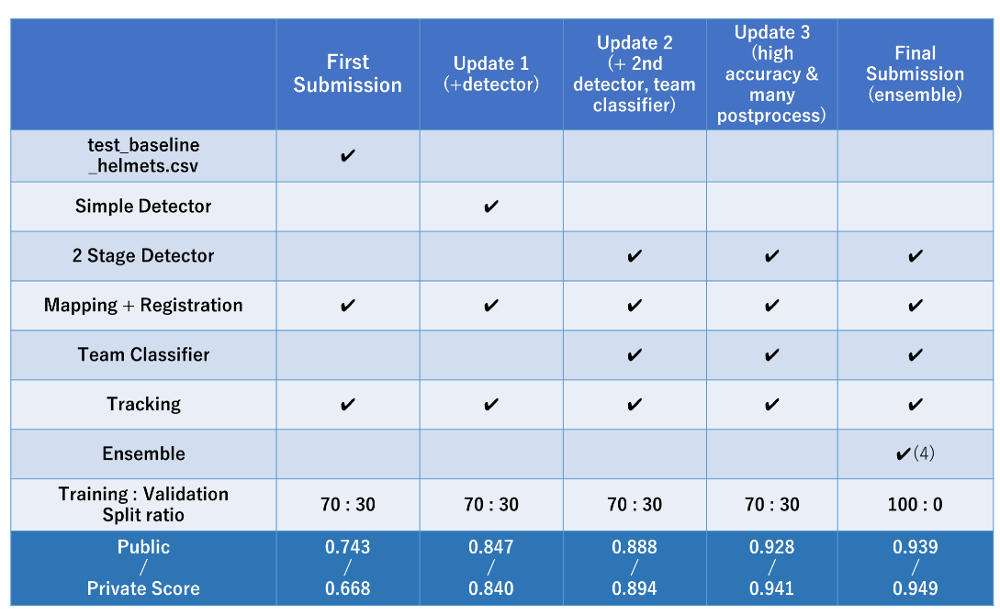 First
Submission
Update 1
(+detector)
Update 2
(+ 2nd
detector, team
classifier)
Update 3
(high
accuracy &
many
postprocess)
Final
Submission
(ensemble)
test_baseline
_helmets.csv
✔
Simple Detector
✔
2 Stage Detector
✔ ✔ ✔
Mapping + Registration
✔ ✔ ✔ ✔ ✔
Team Classifier
✔ ✔ ✔
Tracking
✔ ✔ ✔ ✔ ✔
Ensemble
✔(4)
Training : Validation
Split ratio
70 : 30
70 : 30
70 : 30
70 : 30
100 : 0
Public
/
Private Score
0.743
/
0.668
0.847
/
0.840
0.888
/
0.894
0.928
/
0.941
0.939
/
0.949